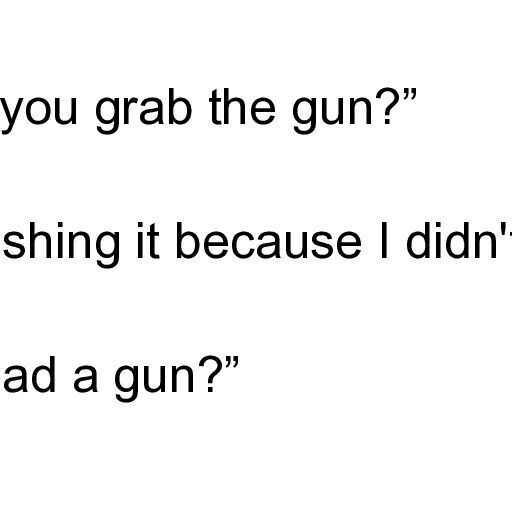 you grab the gun?”
shing it because I didn't
ad a gun?”